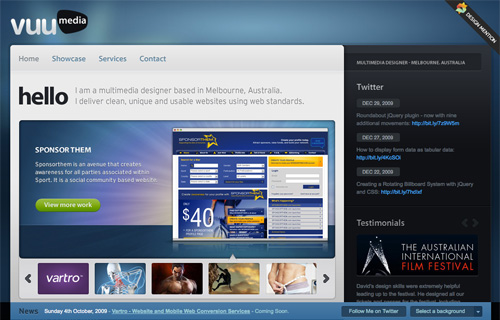 vuu media
DESIGN MENTION
Home Showcase Services Contact
MULTIMEDIA DESIGNER - MELBOURNE, AUSTRALIA
hello
I am a multimedia designer based in Melbourne, Australia.
I deliver clean, unique and usable websites using web standards.
Twitter
DEC 29, 2009
Roundabout jQuery plugin - now with nine
additional movements: http://bit.ly/7z9W5m
DEC 27, 2009
How to display form data as tabular data:
http://bit.ly/4KoSOi
DEC 22, 2009
Creating a Rotating Billboard System with jQuery
and CSS:
SPONSOR THEM
Sponsorthem is an avenue that creates
awareness for all parties associated within
Sport. It is a social community based website.
View more work
SPONSORTHEM
$40
Testimonials
THE AUSTRALIAN
INTERNATIONAL
FILM FESTIVAL
David's design skills were extremely helpful
leading up to the festival. He designed all our
vartro
News
Sunday 4th October, 2009 - Vartro - Website and Mobile Web Conversion Services - Coming Soon.
Follow Me on Twitter
Select a background